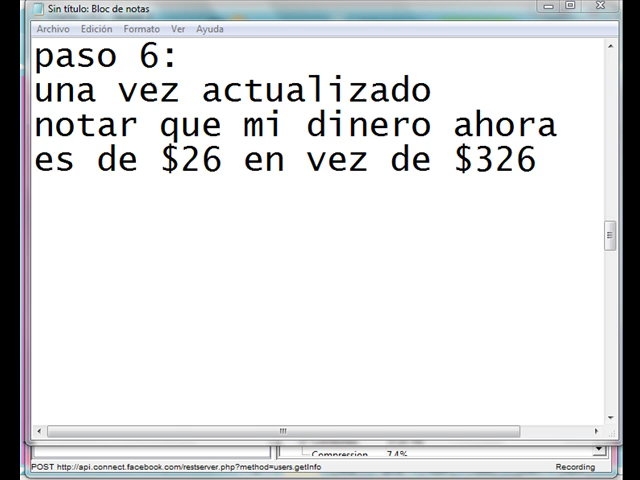 Sin título: Bloc de notas
Archivo Edición Formato Ver Ayuda
paso 6:
una vez actualizado
notar que mi dinero ahora
es de $26 en vez de $326
Compression 7.4%
POST http://api.connect.facebook.com/restserver.php?method=users.getInfo Recording